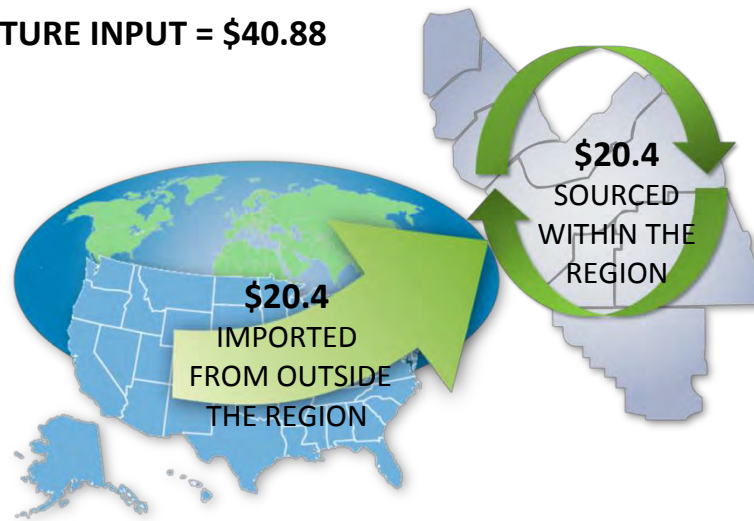 TURE INPUT = $40.88
$20.4
SOURCED
WITHIN THE
REGION
$20.4
IMPORTED
FROM OUTSIDE
THE REGION